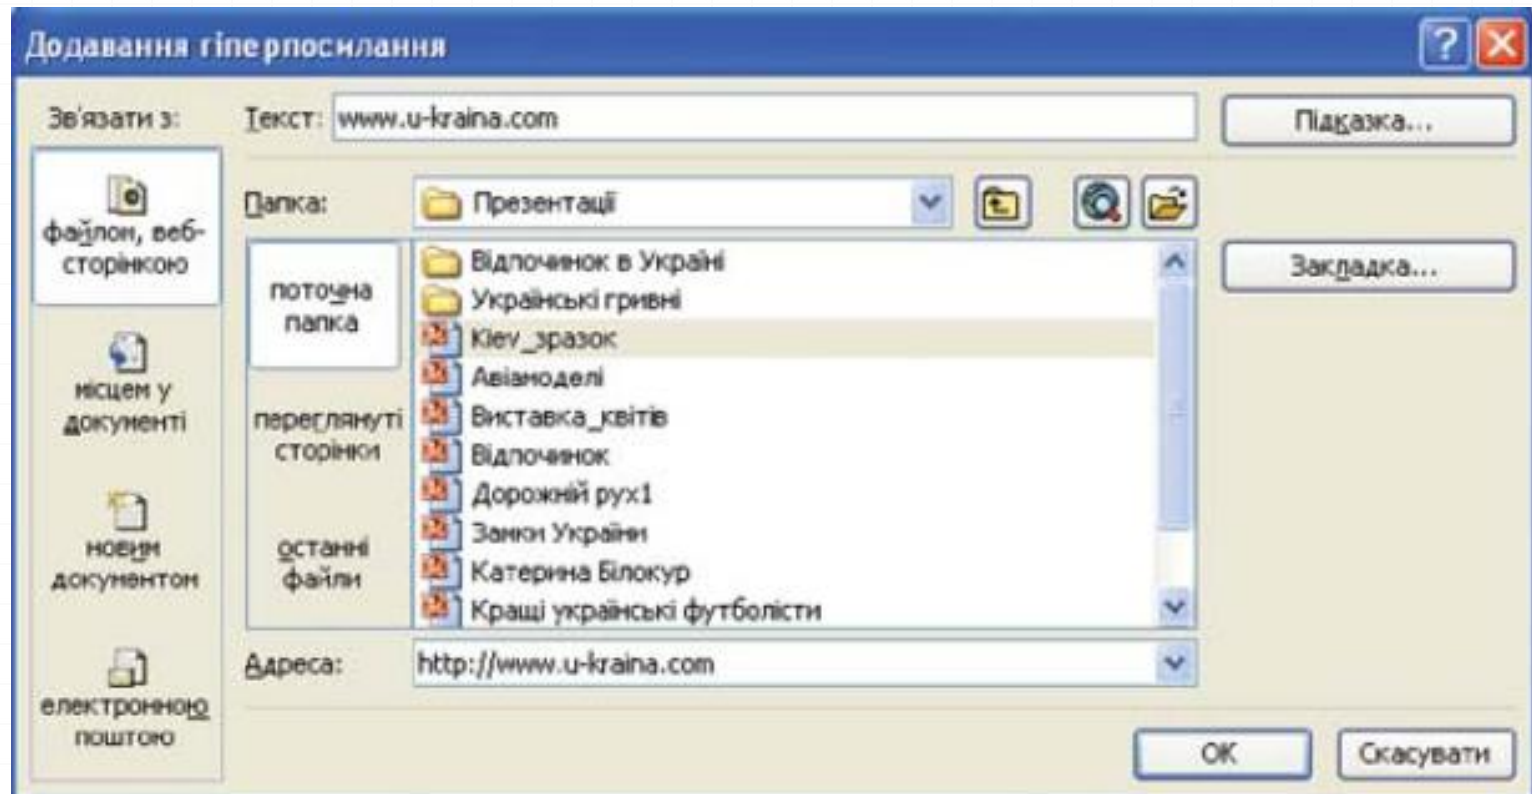 Додавання гіперпосилання
Зв'язати з:
Текст: www.u-kraina.com
Підказка...
файлом, веб-
сторінкою
місцем у
документі
новим
документом
електронною
поштою
Папка: Презентації
поточна
папка
переглянуті
сторінки
останні
файли
Відпочинок в Україні
Українські гривні
Kiev_зразок
Авіамоделі
Виставка_квітів
Відпочинок
Дорожній рух1
Замки України
Катерина Білокур
Кращі українські футболісти
Закладка...
Адреса: http://www.u-kraina.com
ОК
Скасувати